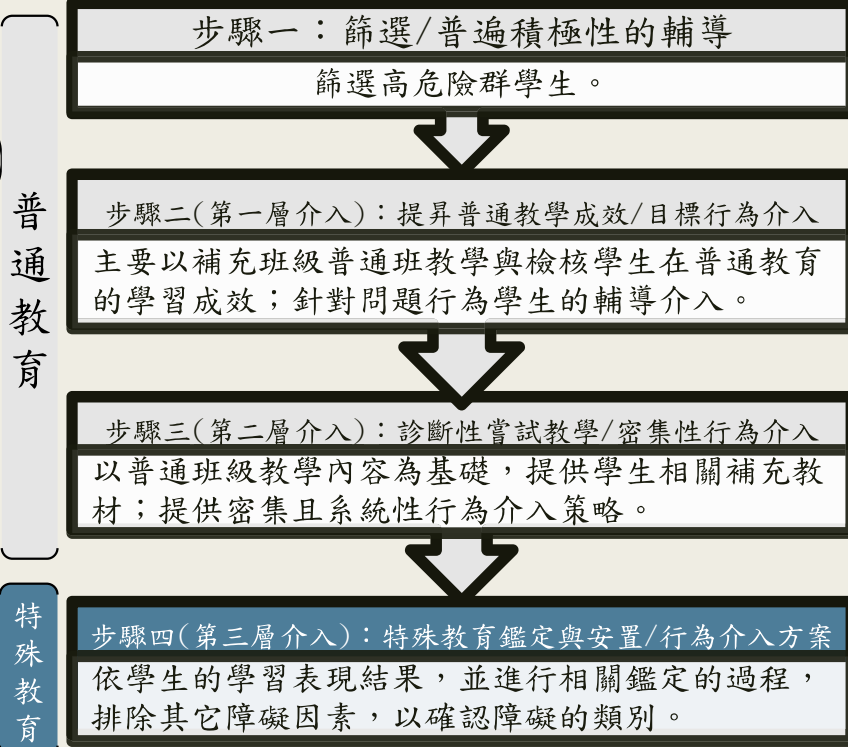 普通教育
步驟一：篩選/普遍積極性的輔導
篩選高危險群學生。
步驟二(第一層介入)：提昇普通教學成效/目標行為介入
主要以補充班級普通班教學與檢核學生在普通教育
的學習成效；針對問題行為學生的輔導介入。
步驟三(第二層介入)：診斷性嘗試教學/密集性行為介入
以普通班級教學內容為基礎，提供學生相關補充教
材；提供密集且系統性行為介入策略。
特殊教育
步驟四(第三層介入)：特殊教育鑑定與安置/行為介入方案
依學生的學習表現結果，並進行相關鑑定的過程，
排除其它障礙因素，以確認障礙的類別。